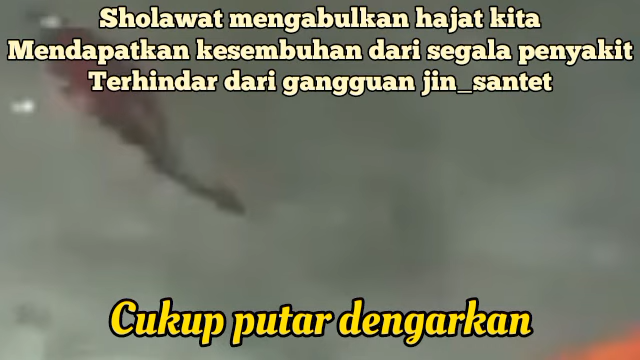 Sholawat mengabulkan hajat kita
Mendapatkan kesembuhan dari segala penyakit
Terhindar dari gangguan jin_santet
Cukup putar dengarkan